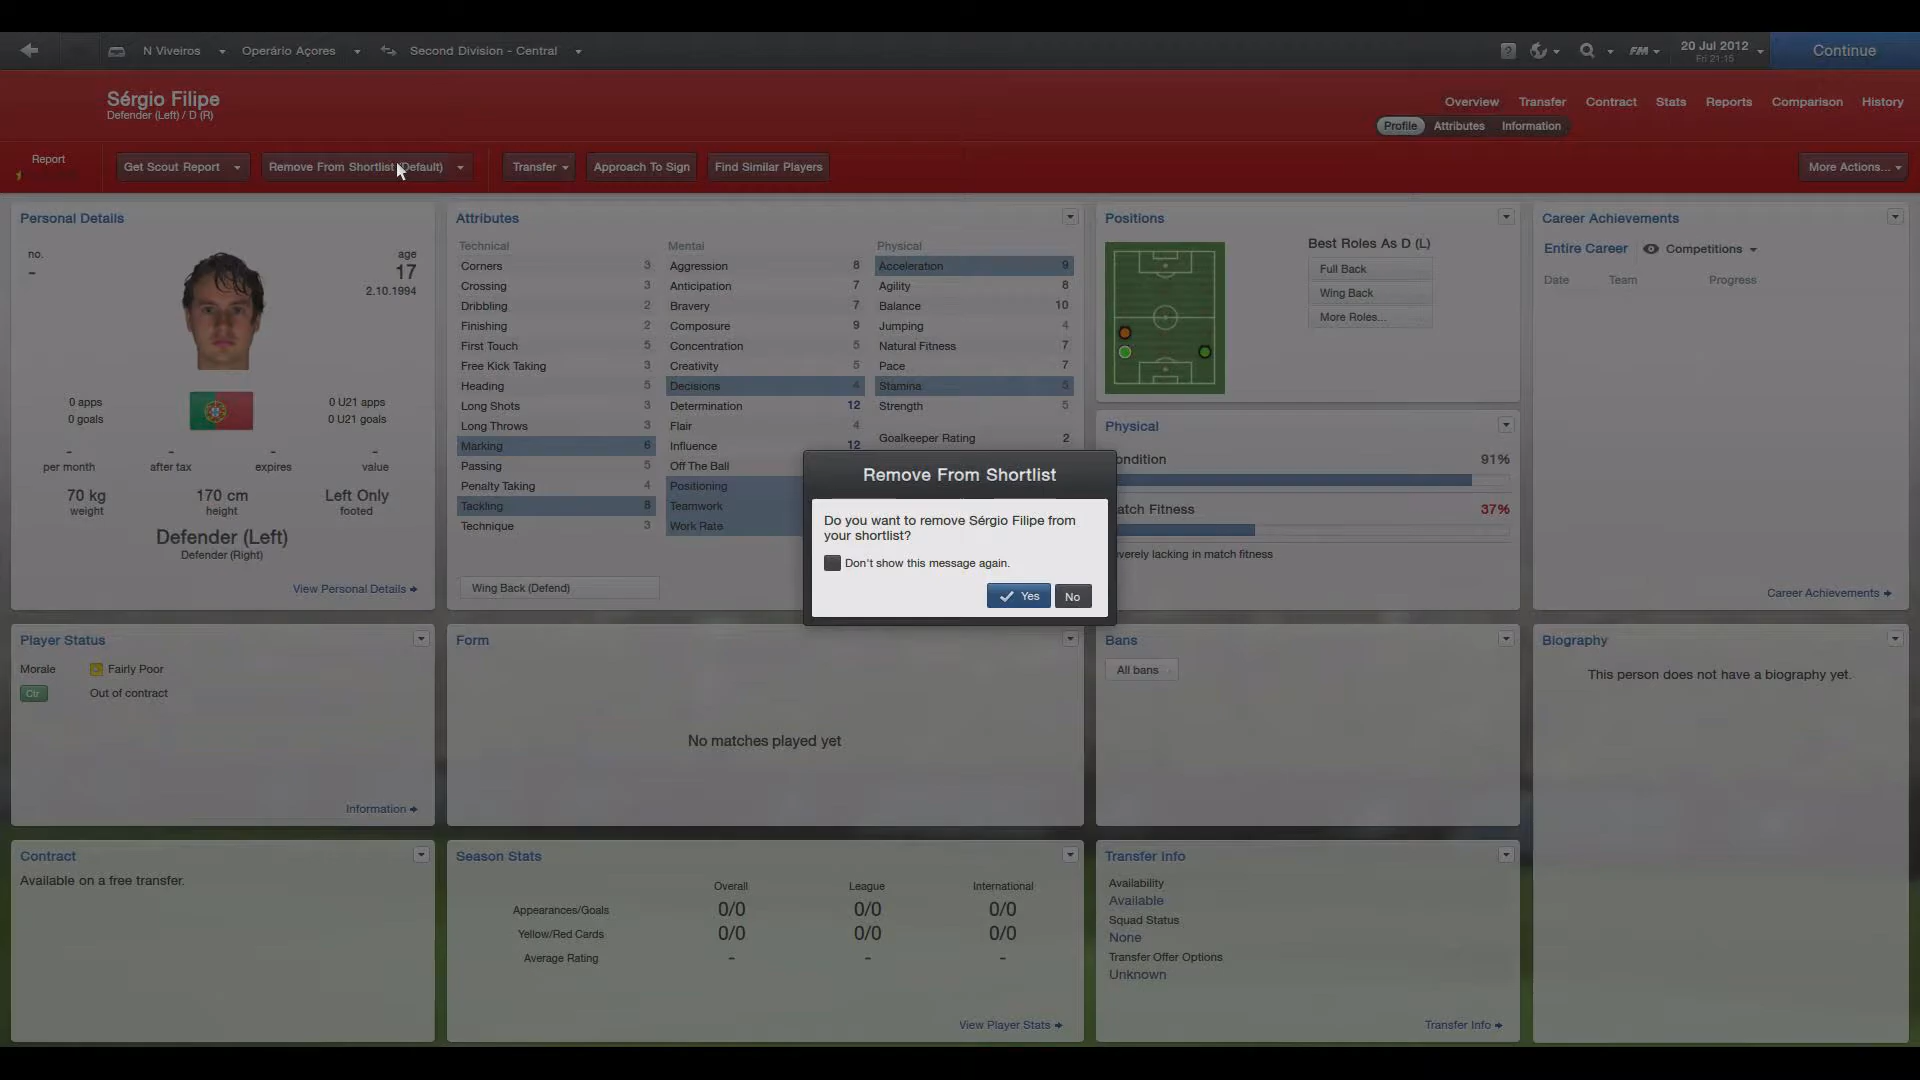 N Viveiros
Operário Açores
Second Division - Central
FM
20 Jul 2012
Fri 21:15
Continue
Sérgio Filipe
Defender (Left) / D (R)
Overview
Transfer
Contract
Stats
Reports
Comparison
History
Profile
Attributes
Information
Report
Get Scout Report
Remove From Shortlist (Default)
Transfer
Approach To Sign
Find Similar Players
More Actions...
Personal Details
no.
-
age
17
2.10.1994
0 apps
0 goals
0 U21 apps
0 U21 goals
-
per month
-
after tax
-
expires
-
value
70 kg
weight
170 cm
height
Left Only
footed
Defender (Left)
Defender (Right)
View Personal Details
Attributes
Technical
Corners 3
Crossing 3
Dribbling 2
Finishing 2
First Touch 5
Free Kick Taking 3
Heading 5
Long Shots 3
Long Throws 3
Marking 6
Passing 5
Penalty Taking 4
Tackling 8
Technique 3
Mental
Aggression 8
Anticipation 7
Bravery 7
Composure 9
Concentration 5
Creativity 5
Decisions 4
Determination 12
Flair 4
Influence 12
Off The Ball
Positioning
Teamwork
Work Rate
Physical
Acceleration 9
Agility 8
Balance 10
Jumping 4
Natural Fitness 7
Pace 7
Stamina 5
Strength 5
Goalkeeper Rating 2
Wing Back (Defend)
Positions
Best Roles As D (L)
Full Back
Wing Back
More Roles...
Physical
ondition 91%
atch Fitness 37%
verely lacking in match fitness
Career Achievements
Entire Career
Competitions
Date Team Progress
Career Achievements
Remove From Shortlist
Do you want to remove Sérgio Filipe from
your shortlist?
Don't show this message again.
Yes
No
Player Status
Morale Fairly Poor
Ctr Out of contract
Information
Form
No matches played yet
Bans
All bans
Biography
This person does not have a biography yet.
Contract
Available on a free transfer.
Season Stats
Overall League International
Appearances/Goals 0/0 0/0 0/0
Yellow/Red Cards 0/0 0/0 0/0
Average Rating - - -
View Player Stats
Transfer Info
Availability
Available
Squad Status
None
Transfer Offer Options
Unknown
Transfer Info